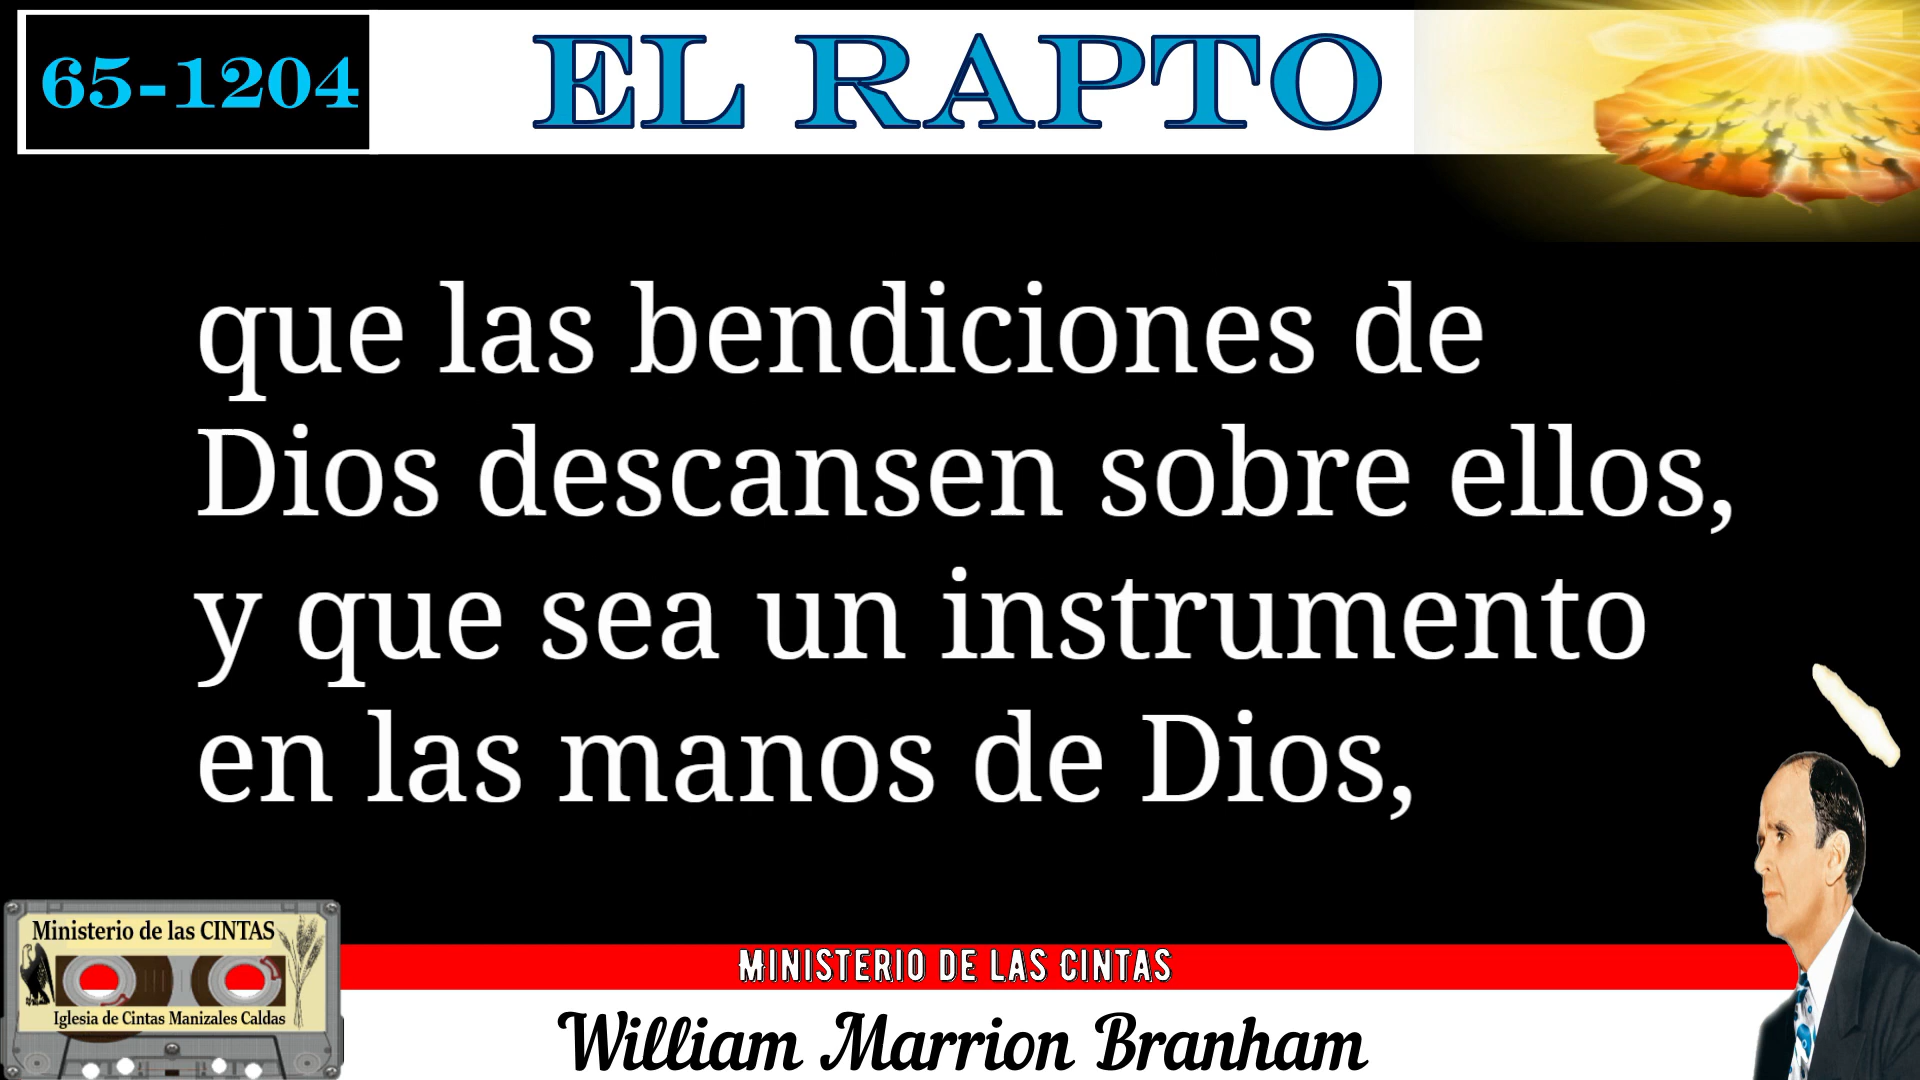 65-1204
EL RAPTO
que las bendiciones de
Dios descansen sobre ellos,
y que sea un instrumento
en las manos de Dios,
Ministerio de las CINTAS
Iglesia de Cintas Manizales Caldas
MINISTERIO DE LAS CINTAS
William Marrion Branham